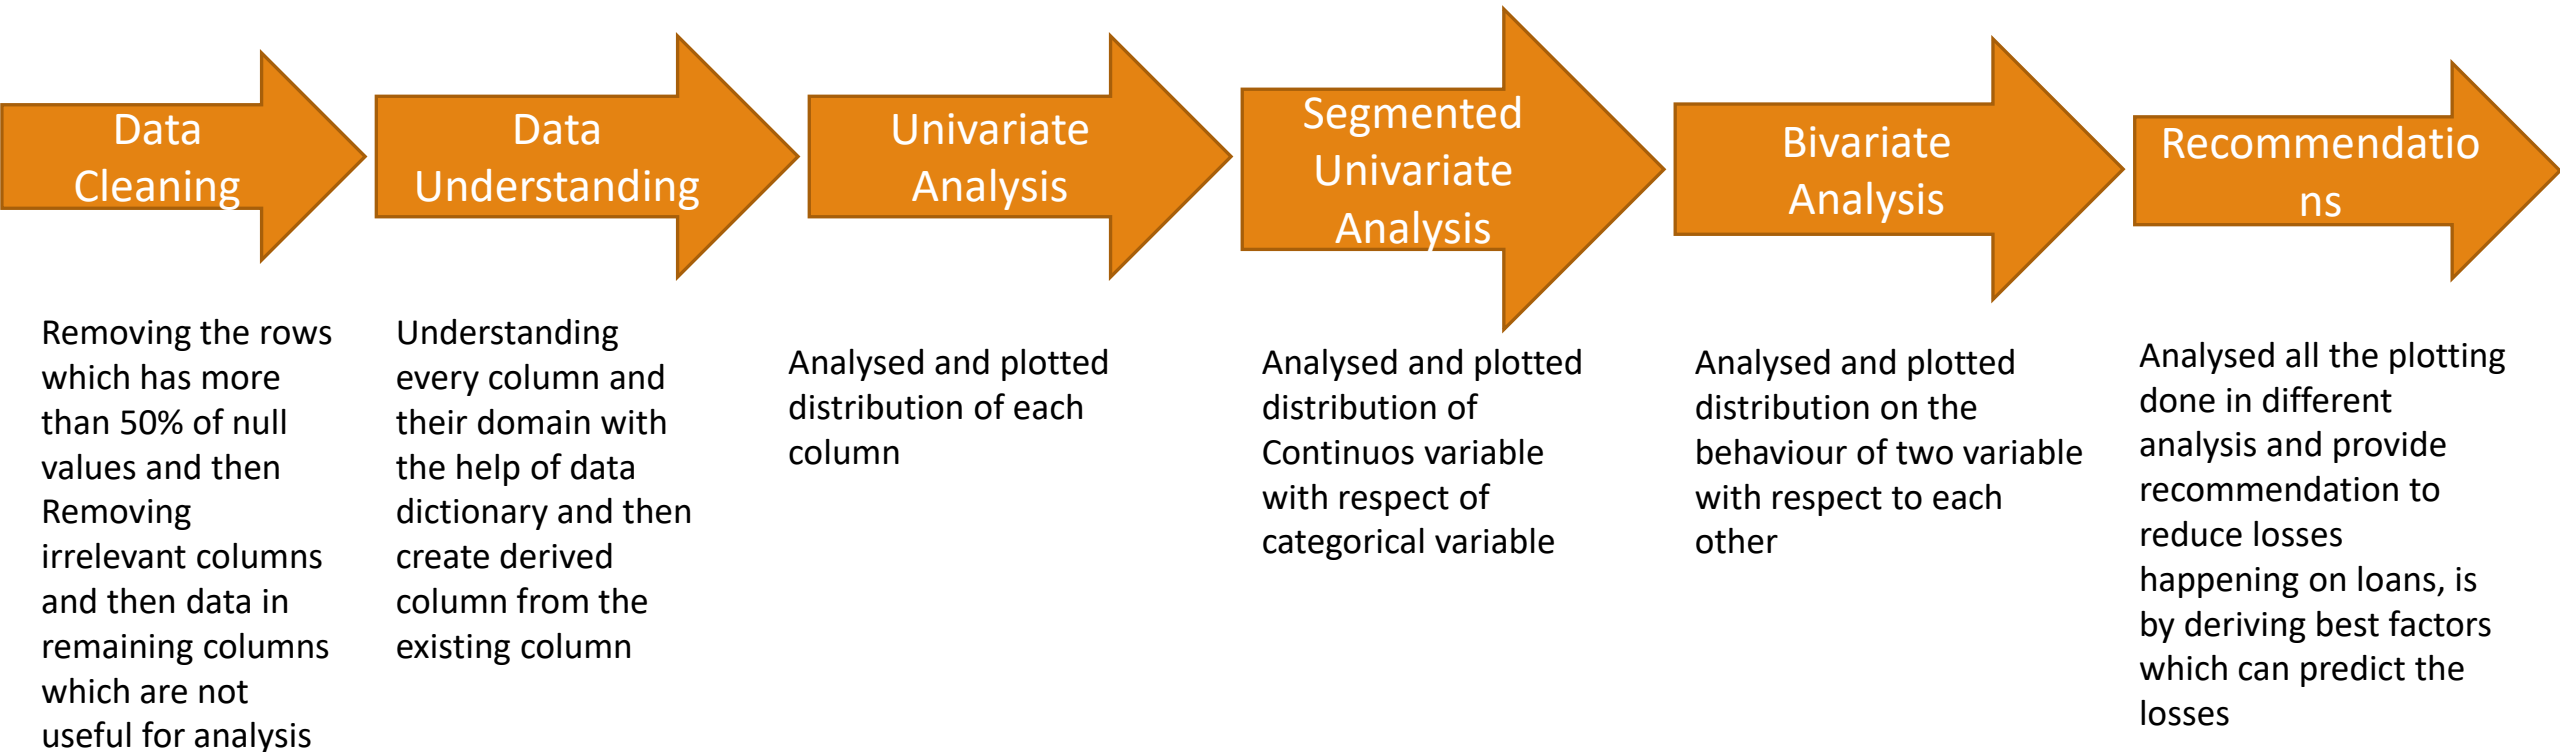 Data
Cleaning
Data
Understanding
Univariate
Analysis
Segmented
Univariate
Analysis
Bivariate
Analysis
Recommendatio
ns
Removing the rows
which has more
than 50% of null
values and then
Removing
irrelevant columns
and then data in
remaining columns
which are not
useful for analysis
Understanding
every column and
their domain with
the help of data
dictionary and then
create derived
column from the
existing column
Analysed and plotted
distribution of each
column
Analysed and plotted
distribution of
Continuos variable
with respect of
categorical variable
Analysed and plotted
distribution on the
behaviour of two variable
with respect to each
other
Analysed all the plotting
done in different
analysis and provide
recommendation to
reduce losses
happening on loans, is
by deriving best factors
which can predict the
losses